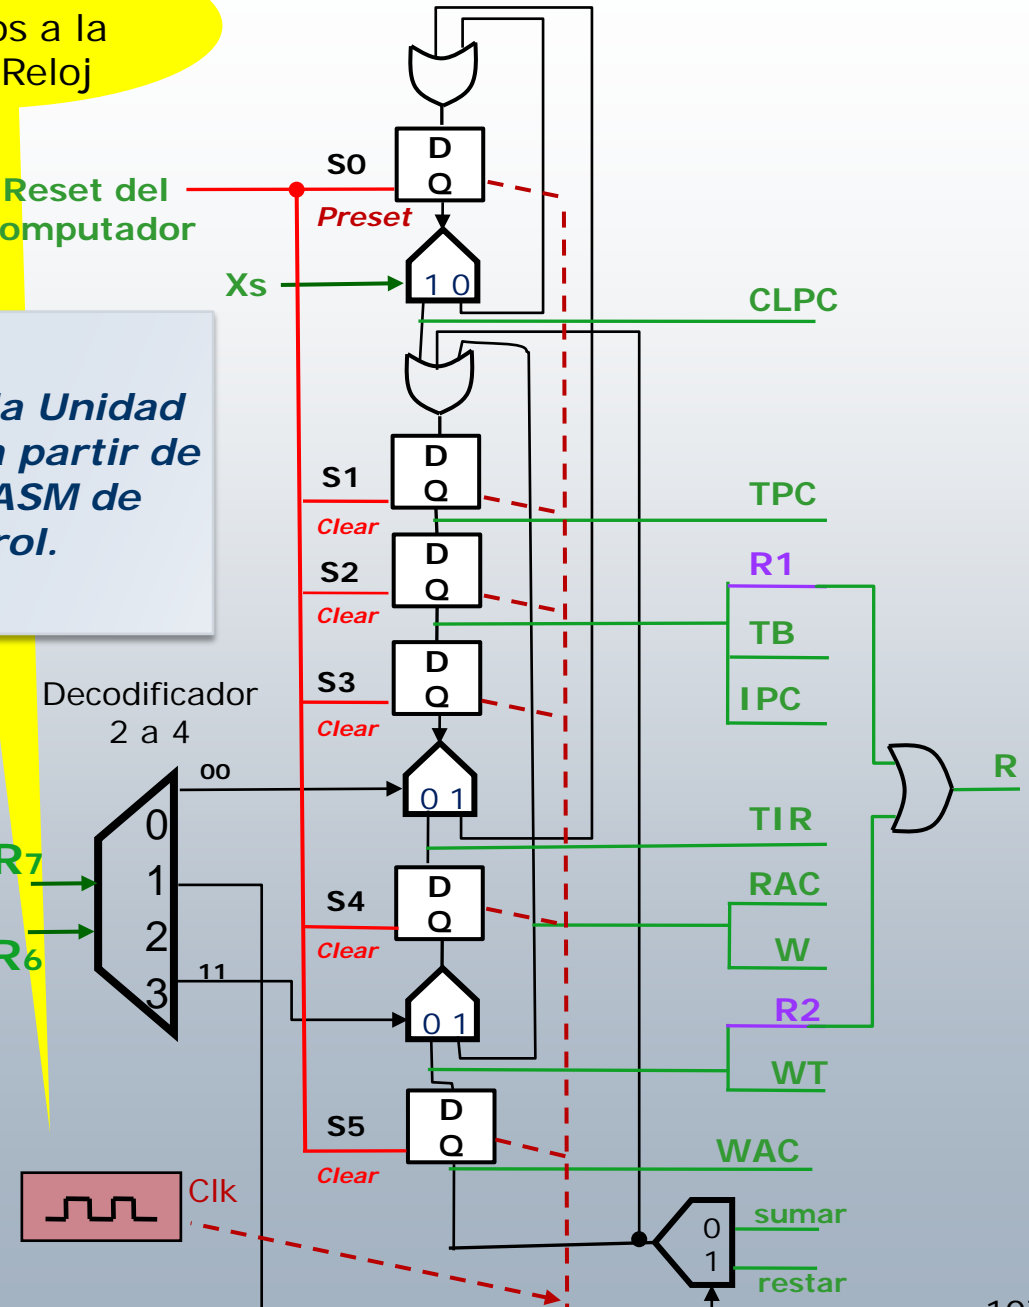 os a la
Reloj
D
Q
S0
Reset del
omputador
Preset
Xs
1 0
CLPC
la Unidad
a partir de
ASM de
rol.
D
Q
S1
Clear
TPC
D
Q
S2
Clear
R1
TB
IPC
D
Q
S3
Clear
Decodificador
2 a 4
00
0 1
R
TIR
0
1
2
3
R7
R6
11
D
Q
S4
Clear
RAC
W
0 1
R2
WT
D
Q
S5
Clear
WAC
Clk
0
1
sumar
restar